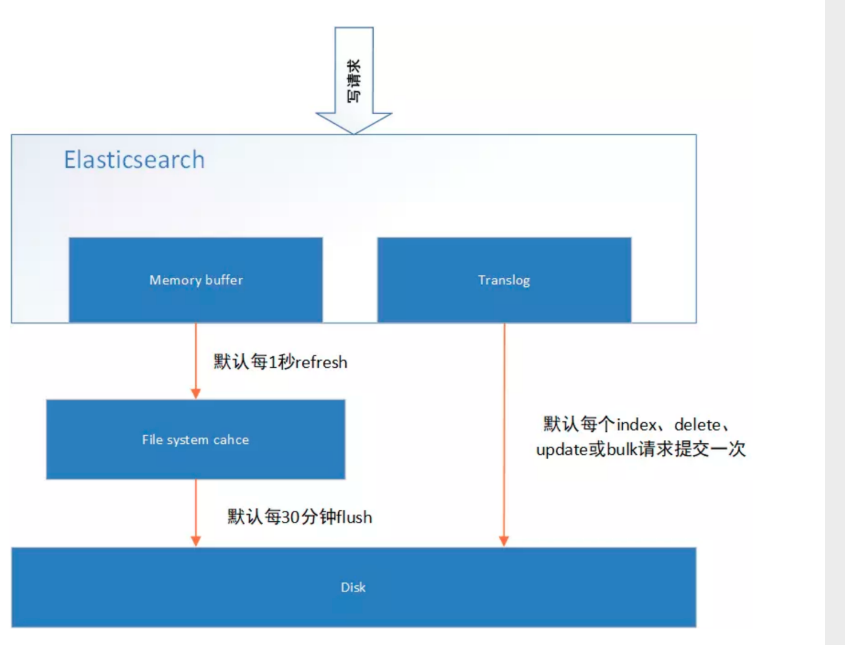 写请求
Elasticsearch
Memory buffer
Translog
默认每1秒refresh
File system cahce
默认每个index、delete、
update或bulk请求提交一次
默认每30分钟flush
Disk